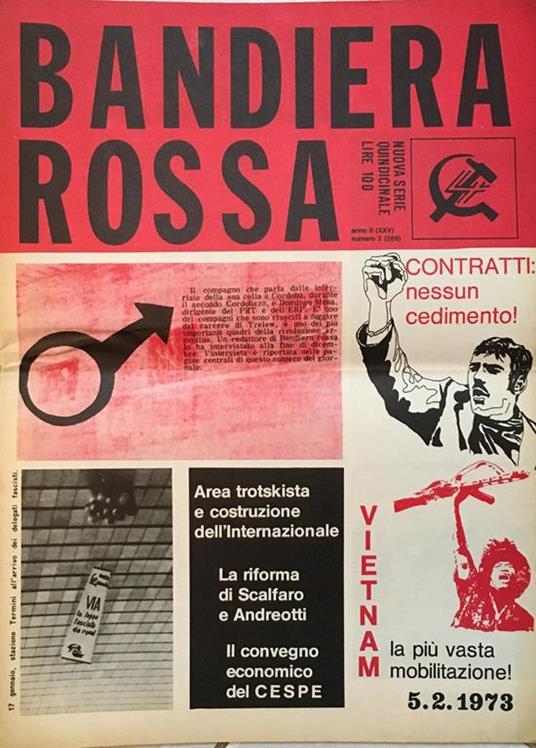 BANDIERA
ROSSA
NUOVA SERIE
QUINDICINALE
LIRE 100
anno II (XXV)
numero 2 (269)
4
Il compagno che parla dalle infer-
riate della sua cella a Cordoba, durante
il secondo Cordobazo, è Domingo Mena,
dirigente del PRT e dell'ERP. E' uno
dei compagni che sono riusciti a fuggire
dal carcere di Trelew, è uno dei più
importanti quadri della rivoluzione ar-
gentina. Un redattore di Bandiera rossa
lo ha intervistato alla fine di dicem-
bre: l'intervista è riportata nelle pa-
gine centrali di questo numero del gior-
nale.
CONTRATTI:
nessun
cedimento!
17 gennaio, stazione Termini all'arrivo dei delegati fascisti.
VIA
la feppa
fascista
da roma
Area trotskista
e costruzione
dell'Internazionale
La riforma
di Scalfaro
e Andreotti
Il convegno
economico
del CESPE
VIETNAM
la più vasta
mobilitazione!
5.2.1973